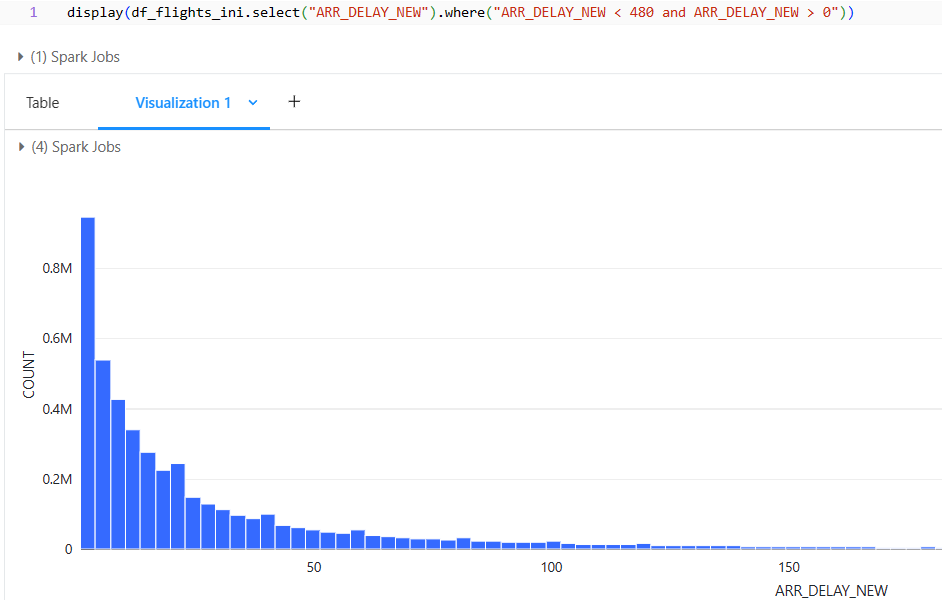 1 display(df_flights_ini.select("ARR_DELAY_NEW").where("ARR_DELAY_NEW < 480 and ARR_DELAY_NEW > 0"))
(1) Spark Jobs
Table Visualization 1 +
(4) Spark Jobs
0.8M
0.6M
0.4M
0.2M
0
COUNT
50 100 150
ARR_DELAY_NEW